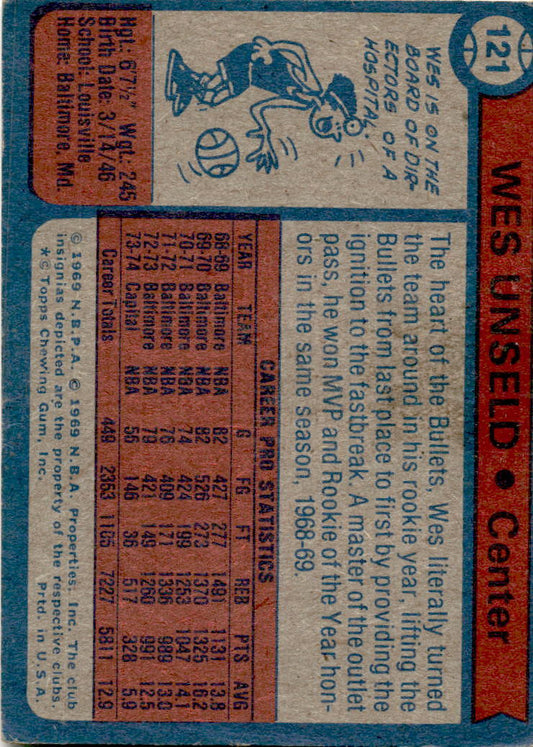 121
WES UNSELD • Center
WES IS ON THE
BOARD OF DIR-
ECTORS OF A
HOSPITAL.
The heart of the Bullets, Wes literally turned
the team around in his rookie year, lifting the
Bullets from last place to first by providing the
ignition to the fastbreak. A master of the outlet
pass, he won MVP and Rookie of the Year hon-
ors in the same season, 1968-69.
Hgt: 6'7½" Wgt: 245
Birth Date: 3/14/46
School: Louisville
Home: Baltimore, Md.
CAREER PRO STATISTICS
YEAR TEAM G FG FT REB PTS AVG
68-69 Baltimore NBA 82 427 277 1491 1131 13.8
69-70 Baltimore NBA 82 526 273 1370 1325 16.2
70-71 Baltimore NBA 74 424 199 1253 1047 14.1
71-72 Baltimore NBA 76 409 171 1336 989 13.0
72-73 Baltimore NBA 79 421 149 1260 991 12.5
73-74 Capital NBA 56 146 36 517 328 5.9
Career Totals 449 2353 1105 7227 5811 12.9
© 1969 N.B.P.A. © 1969 N.B.A. Properties, Inc. The club
insignias depicted are the property of the respective clubs.
*© Topps Chewing Gum, Inc. Prtd. in U.S.A.